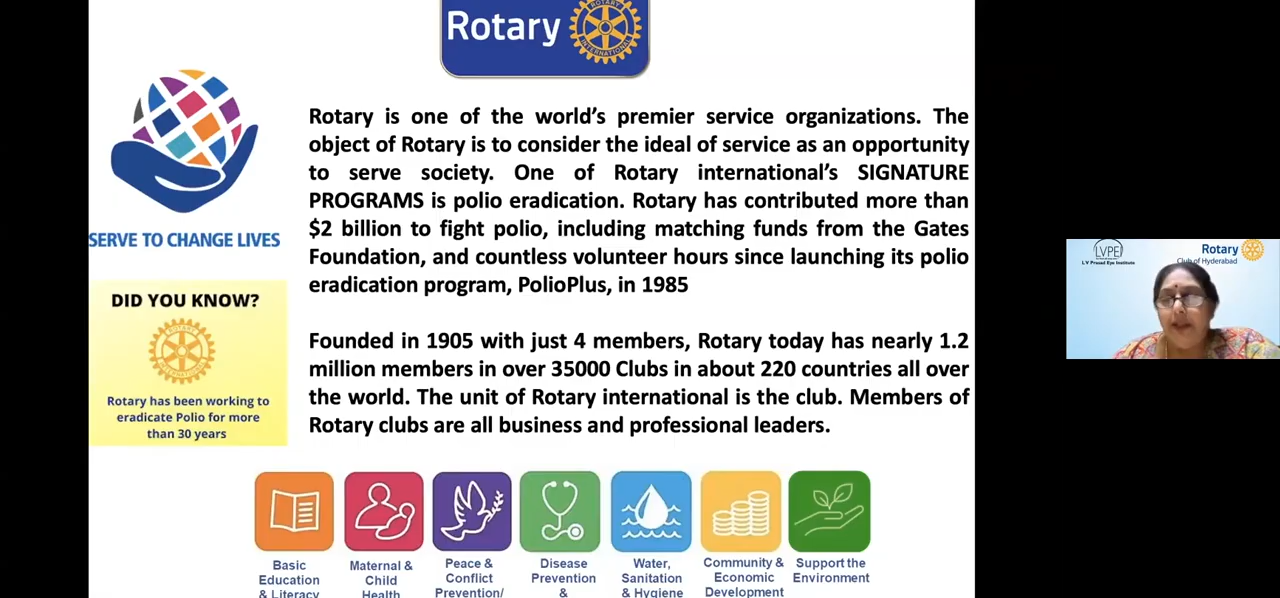 Rotary
ROTARY
INTERNATIONAL
Rotary is one of the world's premier service organizations. The
object of Rotary is to consider the ideal of service as an opportunity
to serve society. One of Rotary international's SIGNATURE
PROGRAMS is polio eradication. Rotary has contributed more than
$2 billion to fight polio, including matching funds from the Gates
Foundation, and countless volunteer hours since launching its polio
eradication program, PolioPlus, in 1985
SERVE TO CHANGE LIVES
DID YOU KNOW?
ROTARY
INTERNATIONAL
Rotary has been working to
eradicate Polio for more
than 30 years
Founded in 1905 with just 4 members, Rotary today has nearly 1.2
million members in over 35000 Clubs in about 220 countries all over
the world. The unit of Rotary international is the club. Members of
Rotary clubs are all business and professional leaders.
Basic
Education
& Literacy
Maternal &
Child
Health
Peace &
Conflict
Prevention/
Disease
Prevention
&
Water,
Sanitation
& Hygiene
Community &
Economic
Development
Support the
Environment
LVPEI
L V Prasad Eye Institute
Rotary
Club of Hyderabad